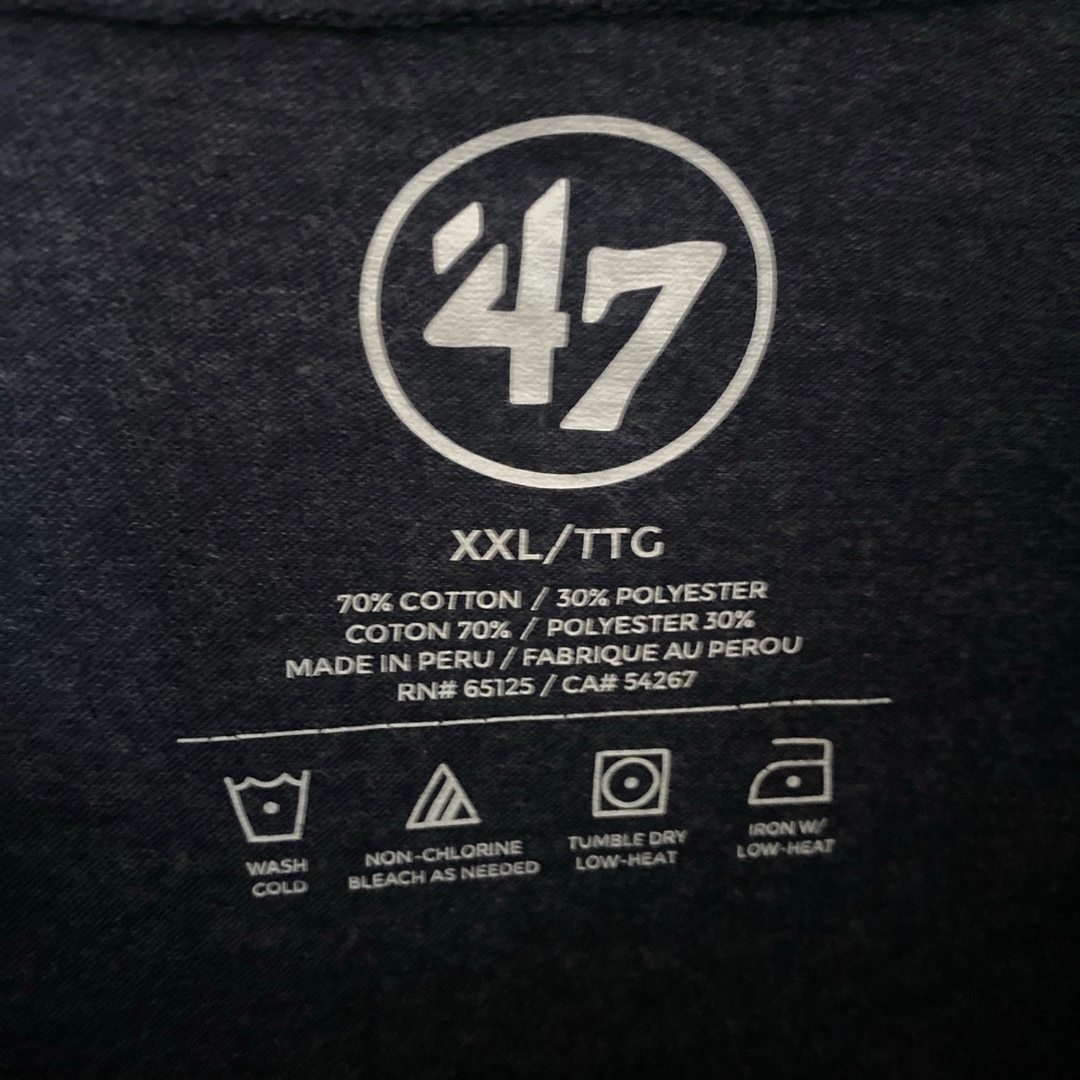 '47
XXL/TTG
70% COTTON / 30% POLYESTER
COTON 70% / POLYESTER 30%
MADE IN PERU / FABRIQUE AU PEROU
RN# 65125 / CA# 54267
WASH
COLD
NON-CHLORINE
BLEACH AS NEEDED
TUMBLE DRY
LOW-HEAT
IRON W/
LOW-HEAT